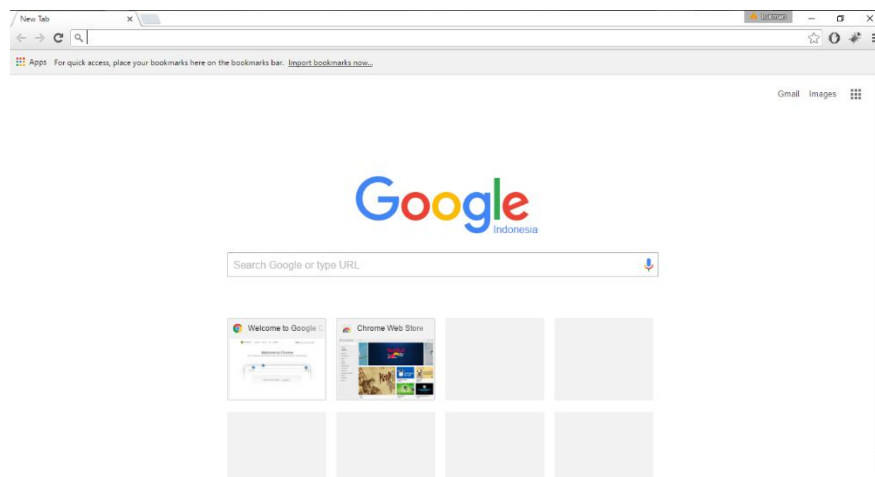 New Tab
lukman
Apps For quick access, place your bookmarks here on the bookmarks bar. Import bookmarks now...
Gmail Images
Google
Indonesia
Search Google or type URL
Welcome to Google C
Chrome Web Store